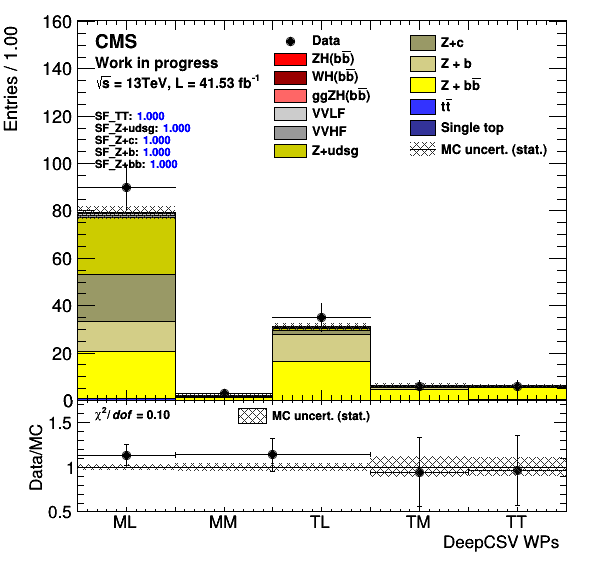 Entries / 1.00
160
140
120
100
80
60
40
20
0
CMS
Work in progress
√s = 13TeV, L = 41.53 fb⁻¹
SF_TT: 1.000
SF_Z+udsg: 1.000
SF_Z+c: 1.000
SF_Z+b: 1.000
SF_Z+bb: 1.000
Data
ZH(bb̅)
WH(bb̅)
ggZH(bb̅)
VVLF
VVHF
Z+udsg
Z+c
Z + b
Z + bb̅
tt̅
Single top
MC uncert. (stat.)
Data/MC
1.5
1
0.5
χ²/dof = 0.10
MC uncert. (stat.)
ML MM TL TM TT
DeepCSV WPs